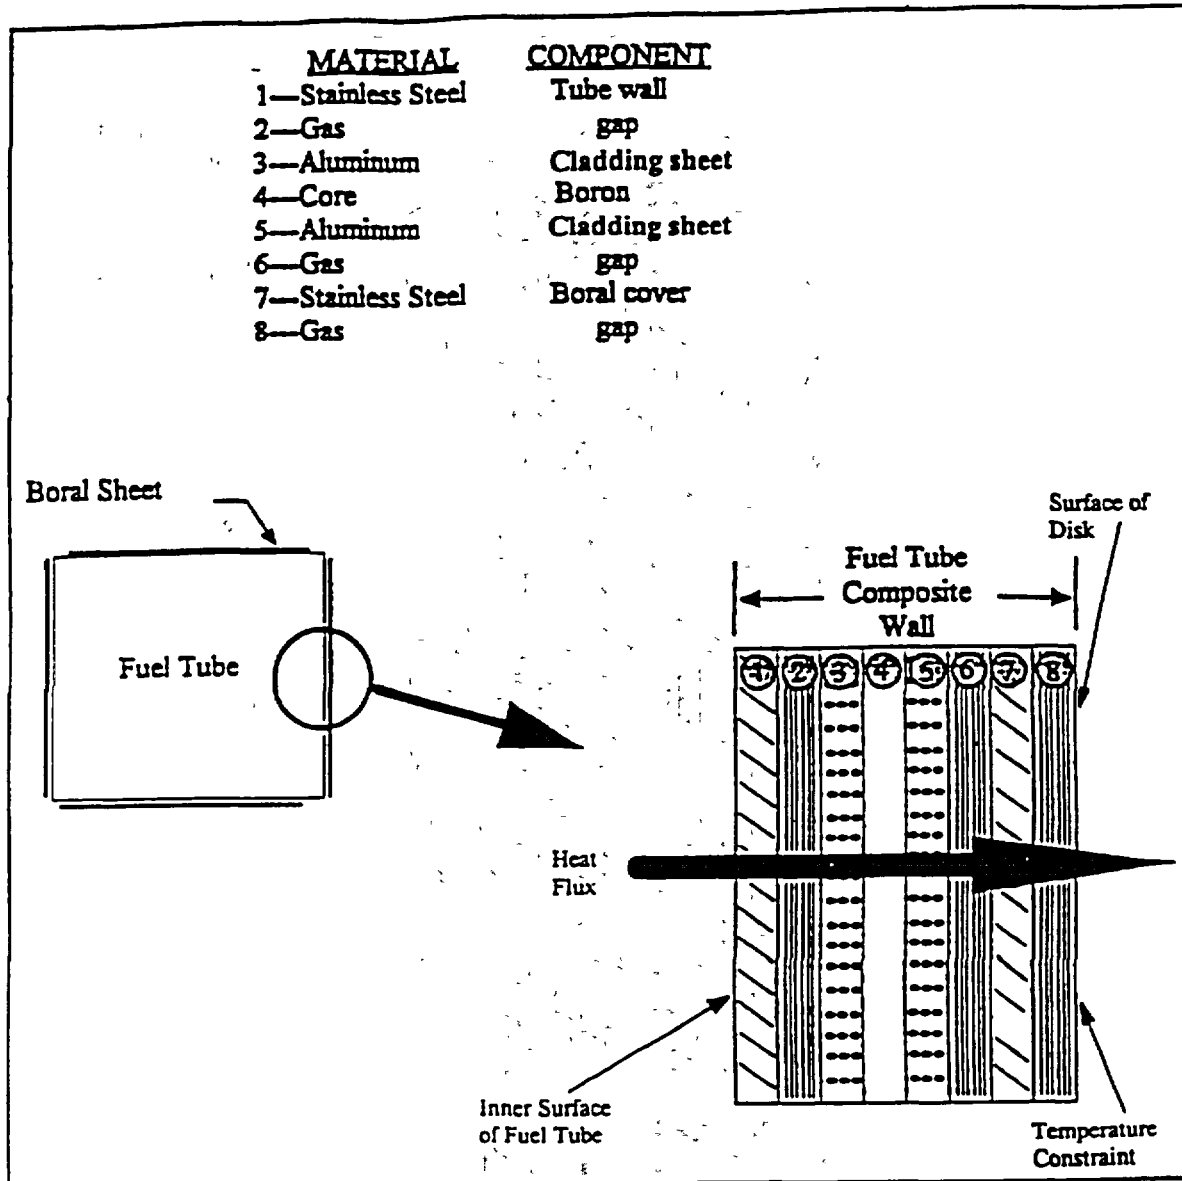 MATERIAL COMPONENT
1—Stainless Steel Tube wall
2—Gas gap
3—Aluminum Cladding sheet
4—Core Boron
5—Aluminum Cladding sheet
6—Gas gap
7—Stainless Steel Boral cover
8—Gas gap
Boral Sheet
Surface of
Disk
Fuel Tube
Composite
Wall
Fuel Tube
1 2 3 4 5 6 7 8
Heat
Flux
Inner Surface
of Fuel Tube
Temperature
Constraint